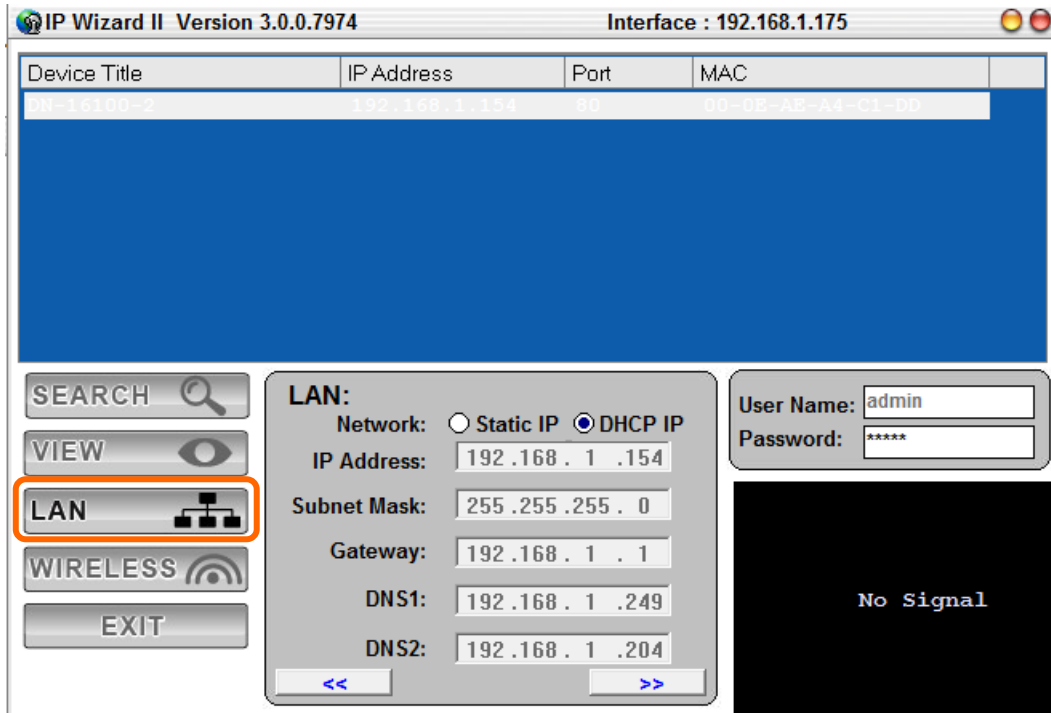 IP Wizard II Version 3.0.0.7974 Interface : 192.168.1.175
Device Title IP Address Port MAC
DN-16100-2 192.168.1.154 80 00-0E-AE-A4-C1-DD
SEARCH
VIEW
LAN
WIRELESS
EXIT
LAN:
Network: Static IP DHCP IP
IP Address: 192 .168 . 1 .154
Subnet Mask: 255 .255 .255 . 0
Gateway: 192 .168 . 1 . 1
DNS1: 192 .168 . 1 .249
DNS2: 192 .168 . 1 .204
<< >>
User Name: admin
Password: *****
No Signal